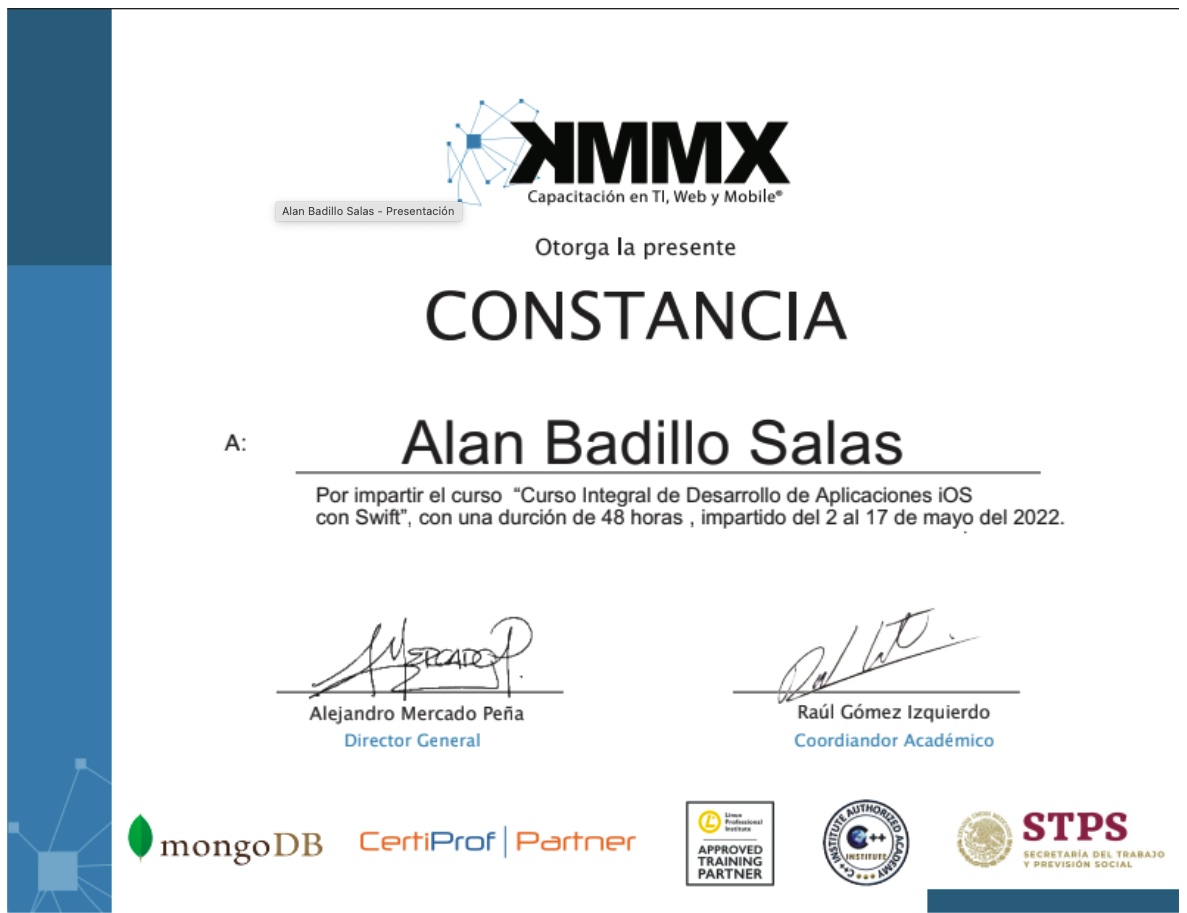 KMMX
Capacitación en TI, Web y Mobile®
Alan Badillo Salas - Presentación
Otorga la presente
CONSTANCIA
A:
Alan Badillo Salas
Por impartir el curso “Curso Integral de Desarrollo de Aplicaciones iOS
con Swift”, con una durción de 48 horas , impartido del 2 al 17 de mayo del 2022.
Mercado P.
Alejandro Mercado Peña
Raúl Gómez Izquierdo
Director General
Coordiandor Académico
mongoDB
CertiProf | Partner
Linux
Professional
Institute
APPROVED
TRAINING
PARTNER
C++ INSTITUTE AUTHORIZED ACADEMY
C++
INSTITUTE
STPS
SECRETARÍA DEL TRABAJO
Y PREVISIÓN SOCIAL